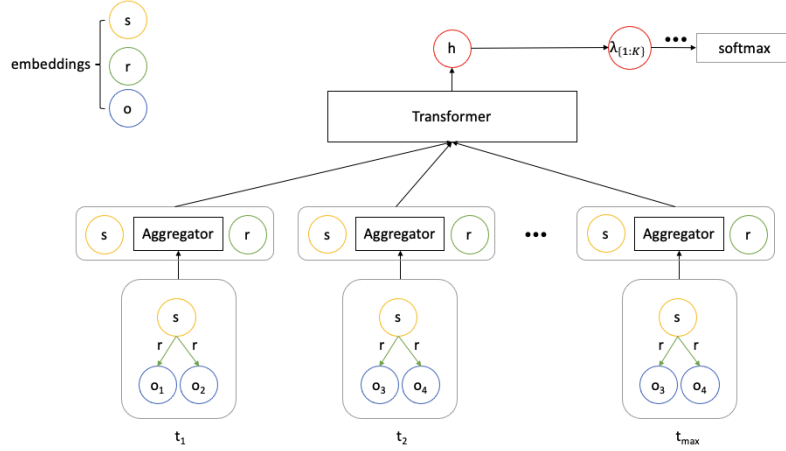 s
embeddings
r
o
h
λ{1:K}
•••
softmax
Transformer
s Aggregator r
s Aggregator r
•••
s Aggregator r
s
r r
o1 o2
t1
s
r r
o3 o4
t2
s
r r
o3 o4
tmax